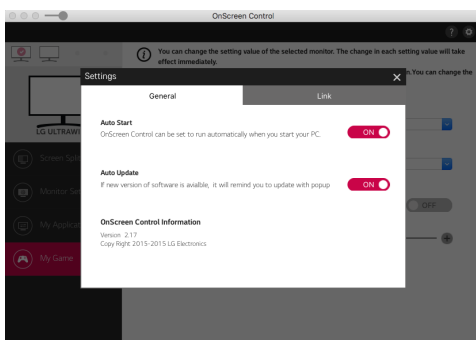 OnScreen Control
?
You can change the setting value of the selected monitor. The change in each setting value will take
effect immediately.
n.You can change the
Settings
General
Link
LG ULTRAWI
Auto Start
OnScreen Control can be set to run automatically when you start your PC.
ON
Screen Split
Auto Update
If new version of software is avialble, it will remind you to update with popup
ON
Monitor Set
OFF
My Applicat
OnScreen Control Information
Version 2.17
Copy Right 2015-2015 LG Electronics
My Game